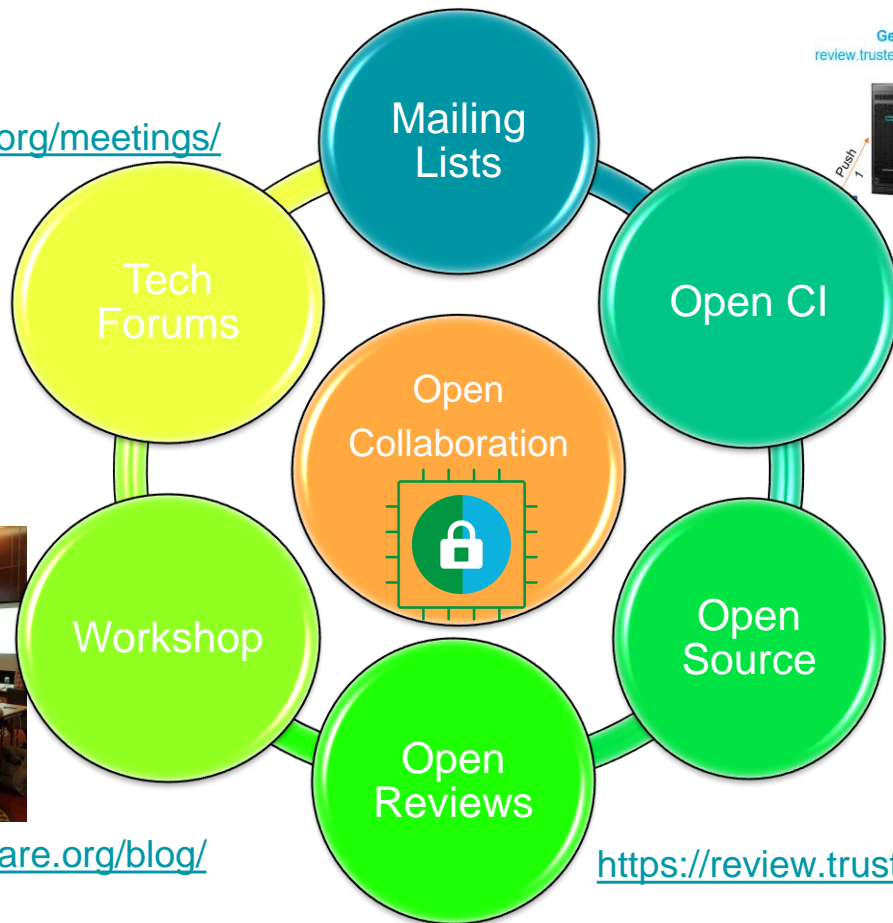 Ge
review.truste
org/meetings/
Mailing
Lists
Push
1
Tech
Forums
Open CI
Open
Collaboration
Workshop
Open
Source
Open
Reviews
are.org/blog/
https://review.trust